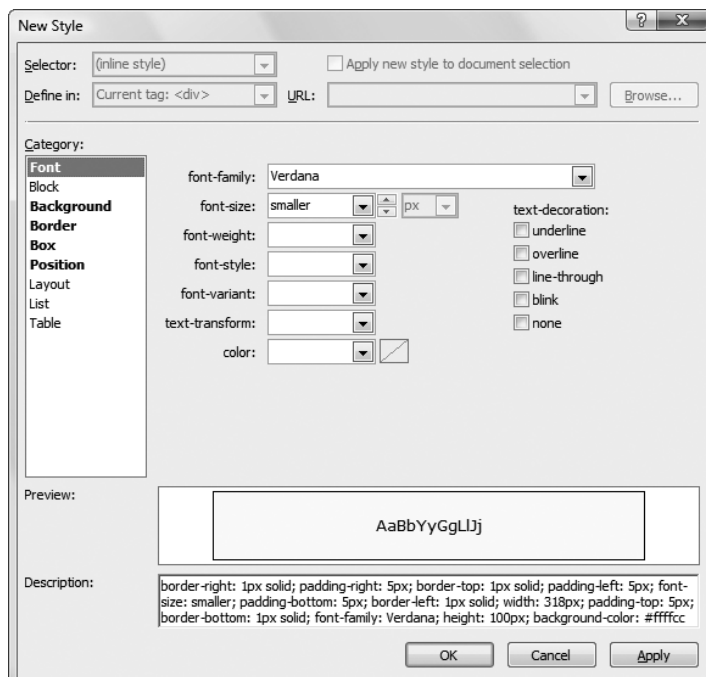 New Style
Selector: (inline style) Apply new style to document selection
Define in: Current tag: <div> URL: Browse...
Category:
Font
Block
Background
Border
Box
Position
Layout
List
Table
font-family: Verdana
font-size: smaller px
font-weight:
font-style:
font-variant:
text-transform:
color:
text-decoration:
underline
overline
line-through
blink
none
Preview:
AaBbYyGgLlJj
Description:
border-right: 1px solid; padding-right: 5px; border-top: 1px solid; padding-left: 5px; font-
size: smaller; padding-bottom: 5px; border-left: 1px solid; width: 318px; padding-top: 5px;
border-bottom: 1px solid; font-family: Verdana; height: 100px; background-color: #ffffcc
OK Cancel Apply